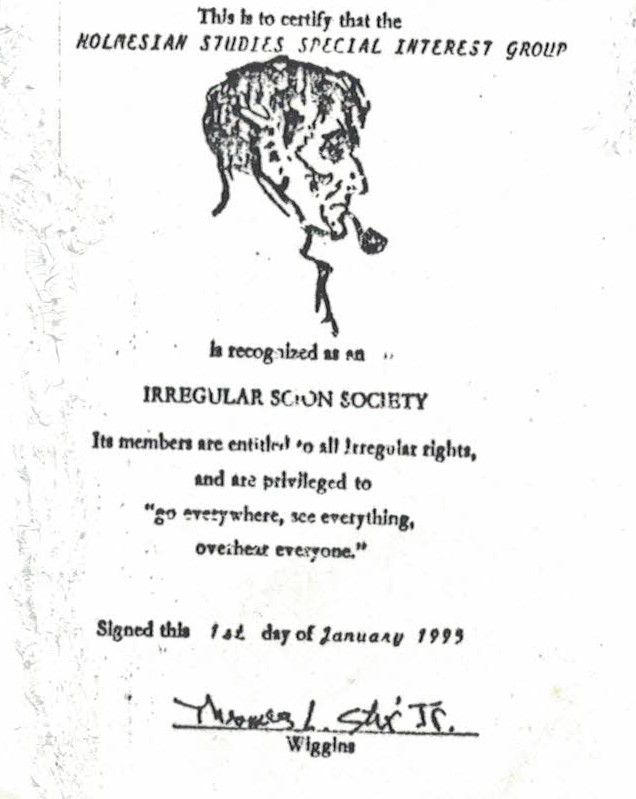 This is to certify that the
HOLMESIAN STUDIES SPECIAL INTEREST GROUP
is recognized as an
IRREGULAR SCION SOCIETY
Its members are entitled to all Irregular rights,
and are privileged to
"go everywhere, see everything,
overhear everyone."
Signed this 1st day of January 1995
Thomas L. Stix Jr.
Wiggins